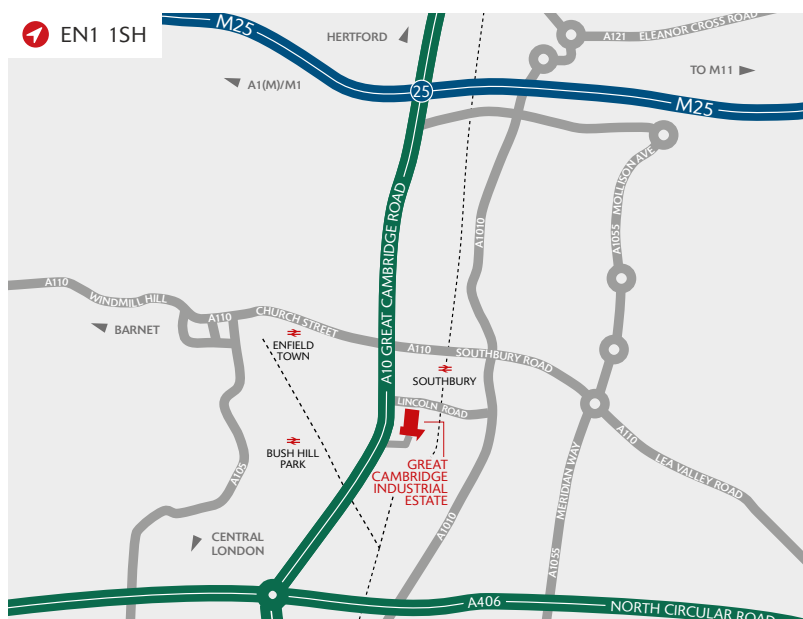 EN1 1SH
M25
HERTFORD
A121
ELEANOR CROSS ROAD
A1(M)/M1
25
TO M11
M25
MOLLISON AVE
A1055
A10 GREAT CAMBRIDGE ROAD
A1010
A110
WINDMILL HILL
A110
CHURCH STREET
BARNET
ENFIELD
TOWN
A110
SOUTHBURY ROAD
SOUTHBURY
LINCOLN ROAD
BUSH HILL
PARK
A105
GREAT
CAMBRIDGE
INDUSTRIAL
ESTATE
A110
LEA VALLEY ROAD
MERIDIAN WAY
A1055
A1010
CENTRAL
LONDON
A406
NORTH CIRCULAR ROAD